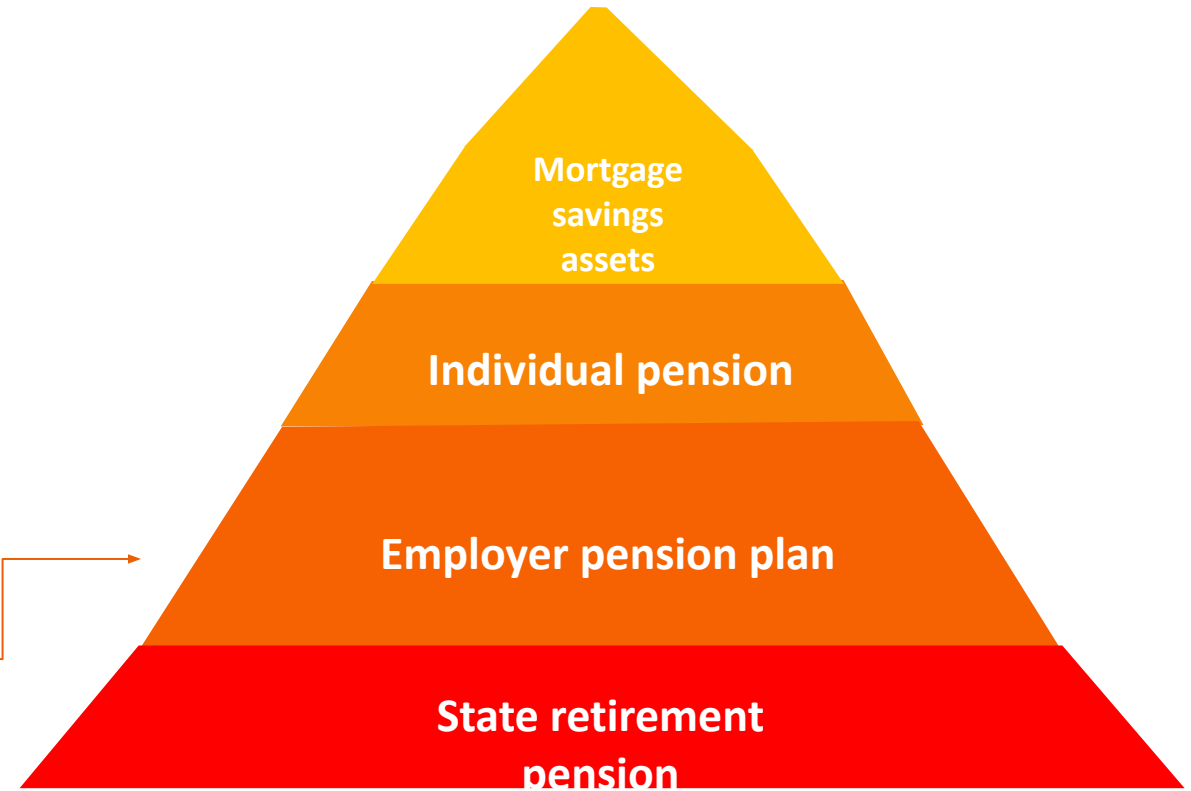 Mortgage
savings
assets
Individual pension
Employer pension plan
State retirement
pension